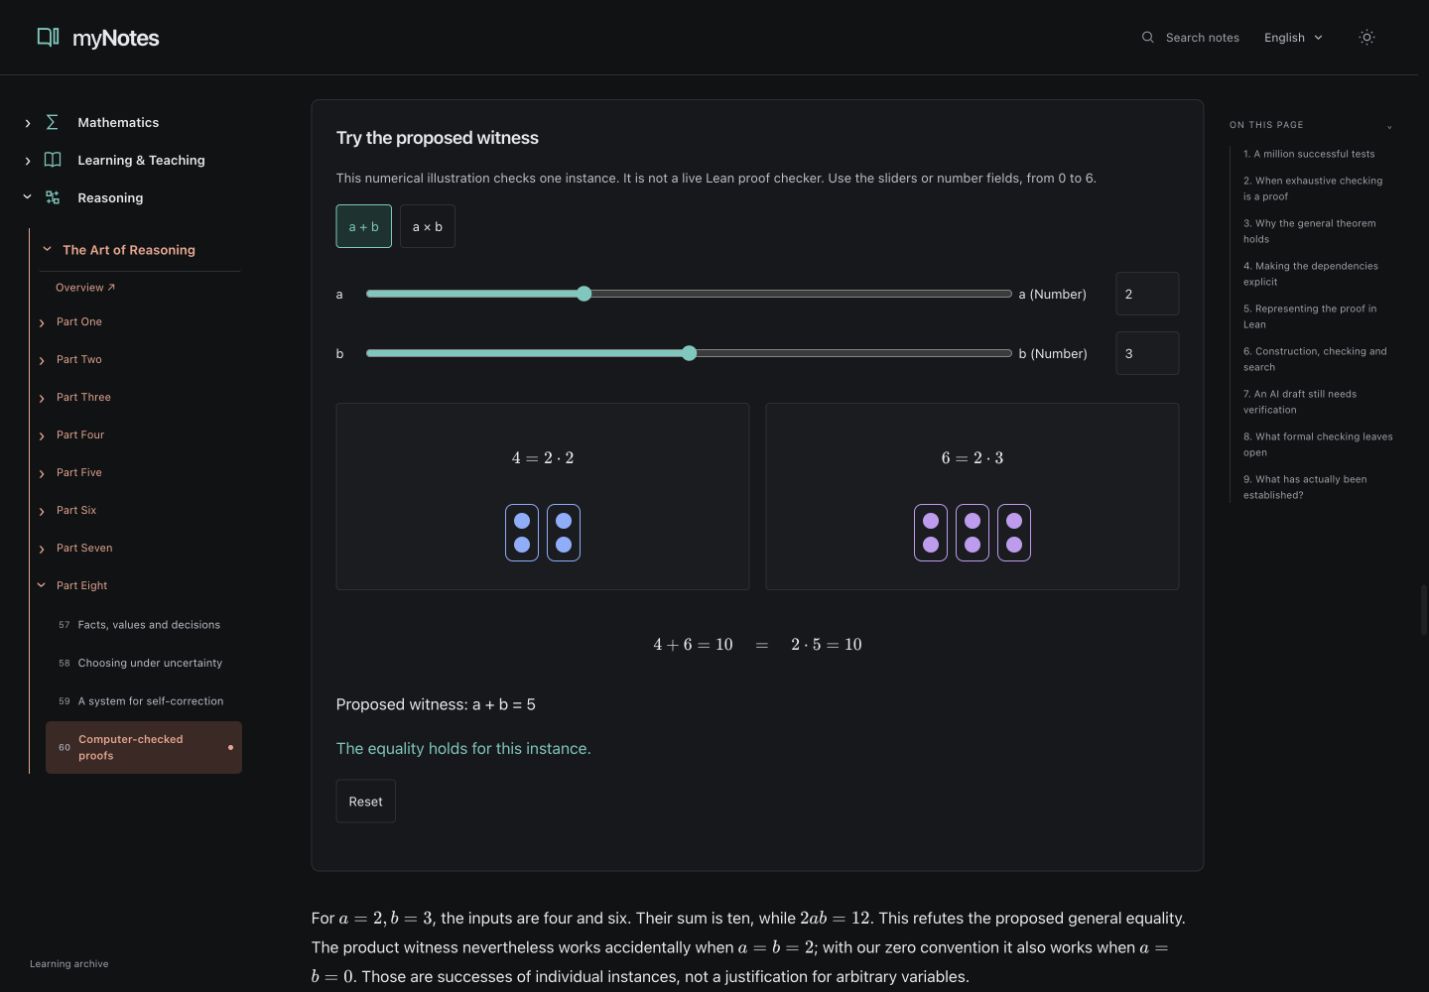 myNotes
Search notes
English
Mathematics
Learning & Teaching
Reasoning
The Art of Reasoning
Overview ↗
Part One
Part Two
Part Three
Part Four
Part Five
Part Six
Part Seven
Part Eight
57 Facts, values and decisions
58 Choosing under uncertainty
59 A system for self-correction
60 Computer-checked
proofs
Learning archive
Try the proposed witness
This numerical illustration checks one instance. It is not a live Lean proof checker. Use the sliders or number fields, from 0 to 6.
a + b
a × b
a
a (Number)
2
b
b (Number)
3
4 = 2 · 2
6 = 2 · 3
4 + 6 = 10 = 2 · 5 = 10
Proposed witness: a + b = 5
The equality holds for this instance.
Reset
For a = 2, b = 3, the inputs are four and six. Their sum is ten, while 2ab = 12. This refutes the proposed general equality.
The product witness nevertheless works accidentally when a = b = 2; with our zero convention it also works when a =
b = 0. Those are successes of individual instances, not a justification for arbitrary variables.
ON THIS PAGE
1. A million successful tests
2. When exhaustive checking
is a proof
3. Why the general theorem
holds
4. Making the dependencies
explicit
5. Representing the proof in
Lean
6. Construction, checking and
search
7. An AI draft still needs
verification
8. What formal checking leaves
open
9. What has actually been
established?